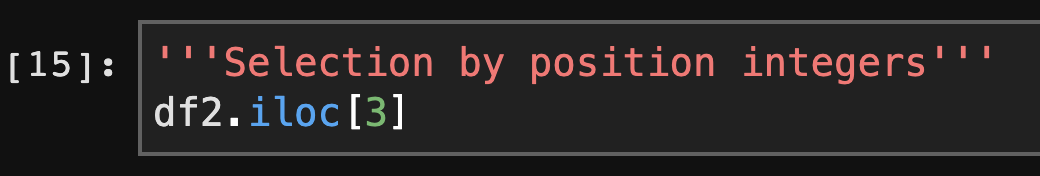 [15]: '''Selection by position integers'''
df2.iloc[3]